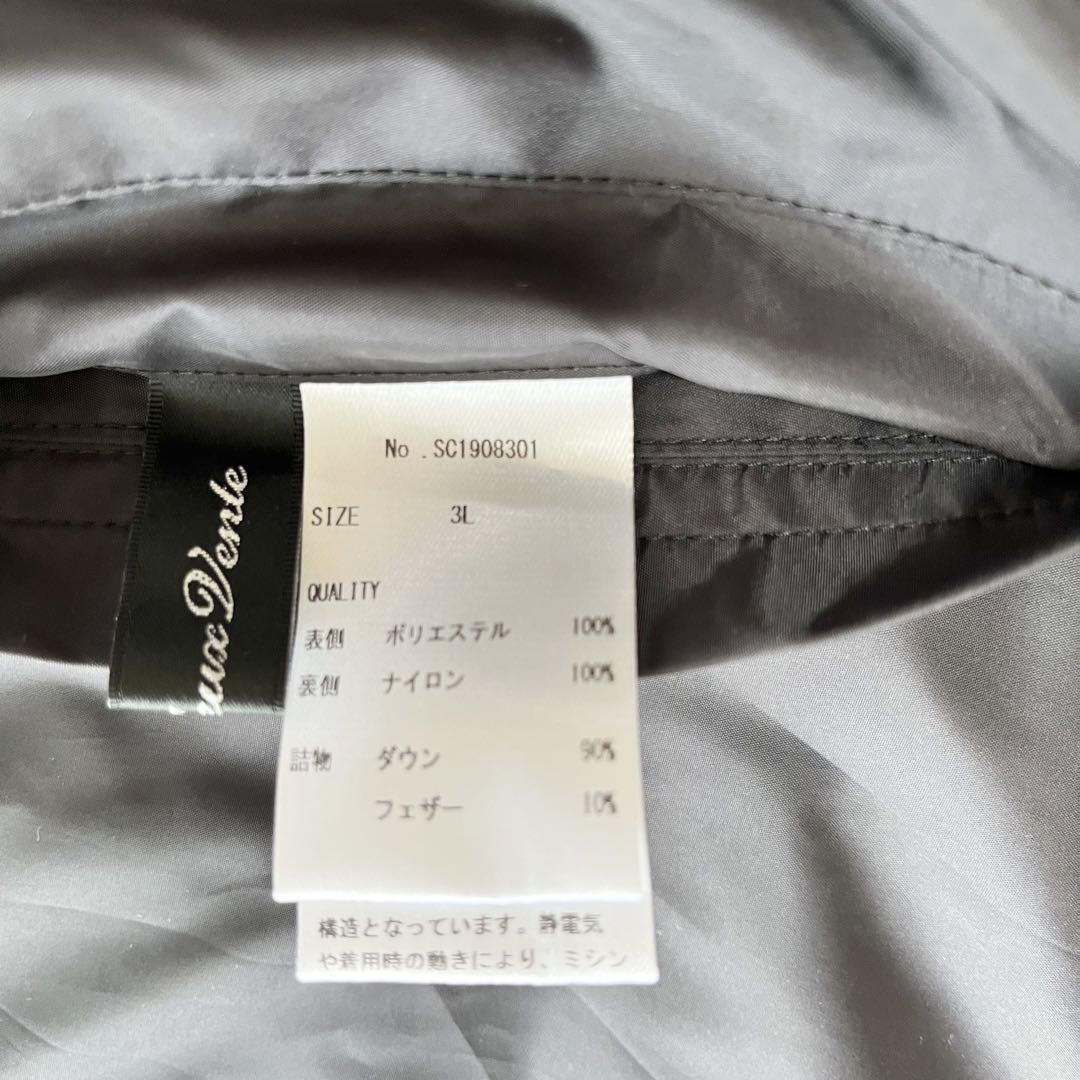 No .SC1908301
SIZE 3L
QUALITY
表側 ポリエステル 100%
裏側 ナイロン 100%
詰物 ダウン 90%
フェザー 10%
構造となっています。静電気
や着用時の動きにより、ミシン
Vente